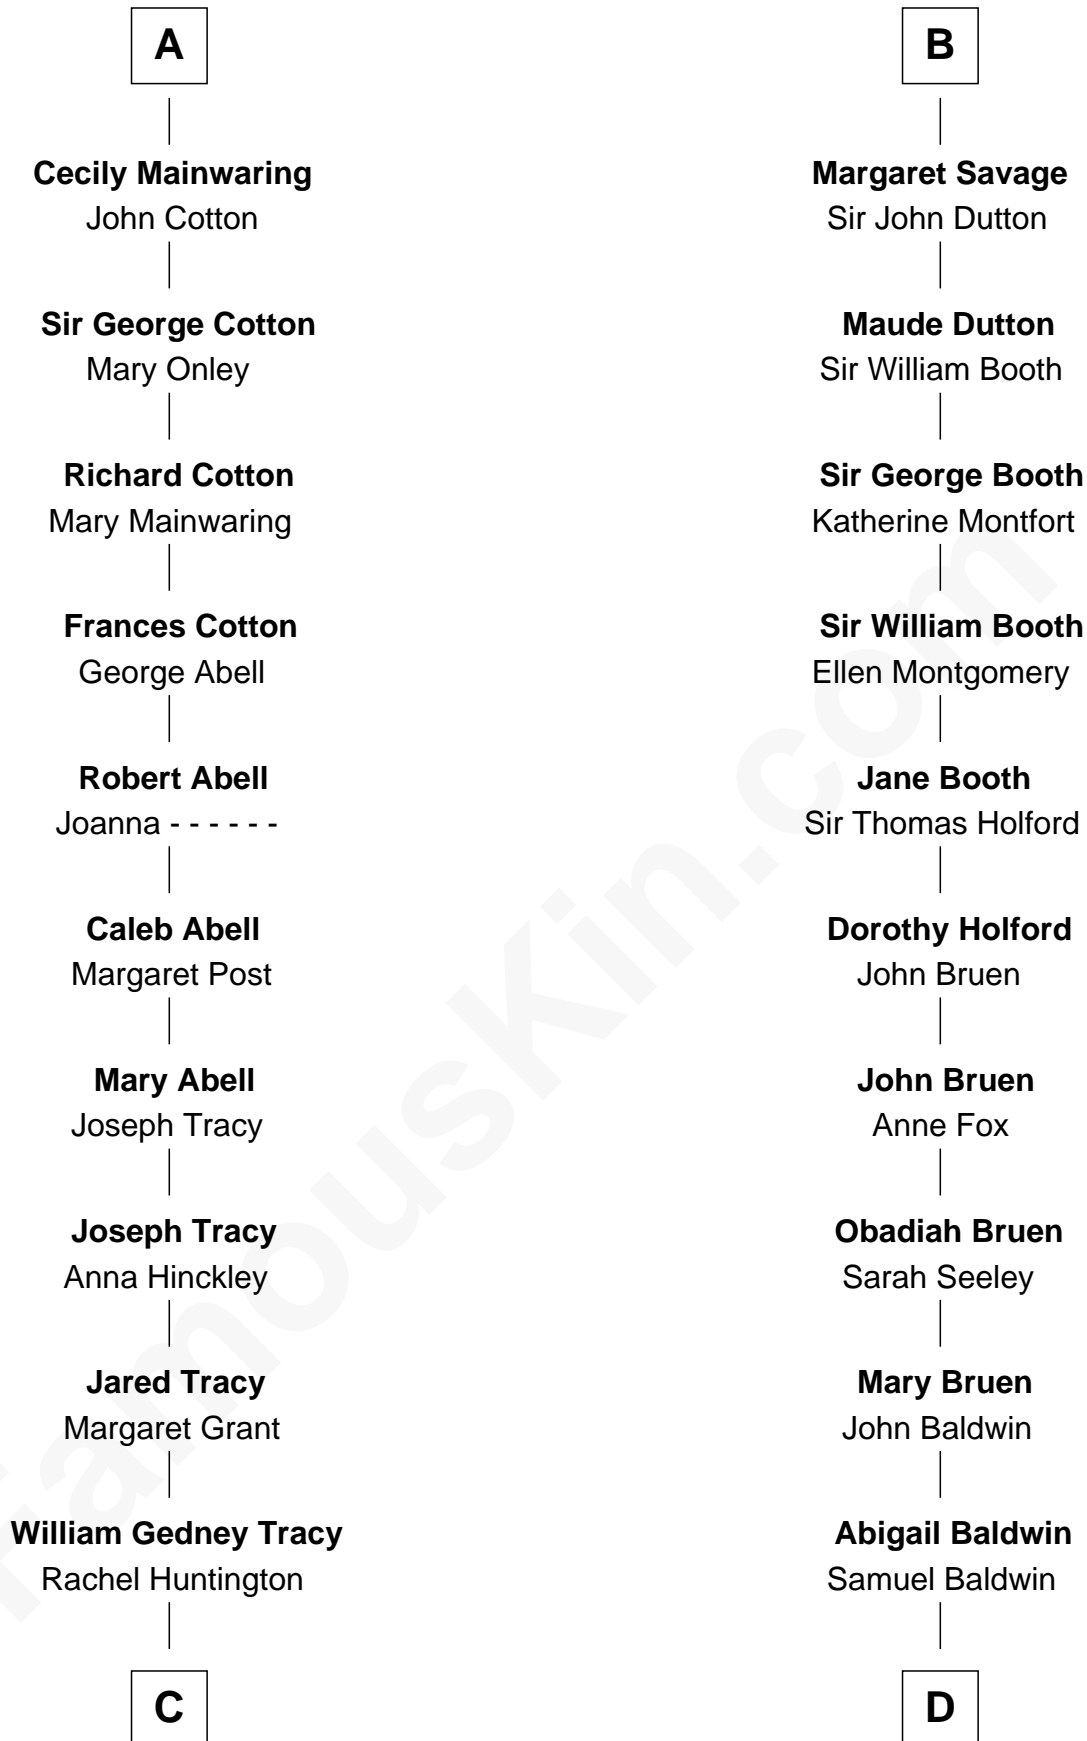 A
Cecily Mainwaring
John Cotton
Sir George Cotton
Mary Onley
Richard Cotton
Mary Mainwaring
Frances Cotton
George Abell
Robert Abell
Joanna - - - - - -
Caleb Abell
Margaret Post
Mary Abell
Joseph Tracy
Joseph Tracy
Anna Hinckley
Jared Tracy
Margaret Grant
William Gedney Tracy
Rachel Huntington
C
B
Margaret Savage
Sir John Dutton
Maude Dutton
Sir William Booth
Sir George Booth
Katherine Montfort
Sir William Booth
Ellen Montgomery
Jane Booth
Sir Thomas Holford
Dorothy Holford
John Bruen
John Bruen
Anne Fox
Obadiah Bruen
Sarah Seeley
Mary Bruen
John Baldwin
Abigail Baldwin
Samuel Baldwin
D
FamousKin.com